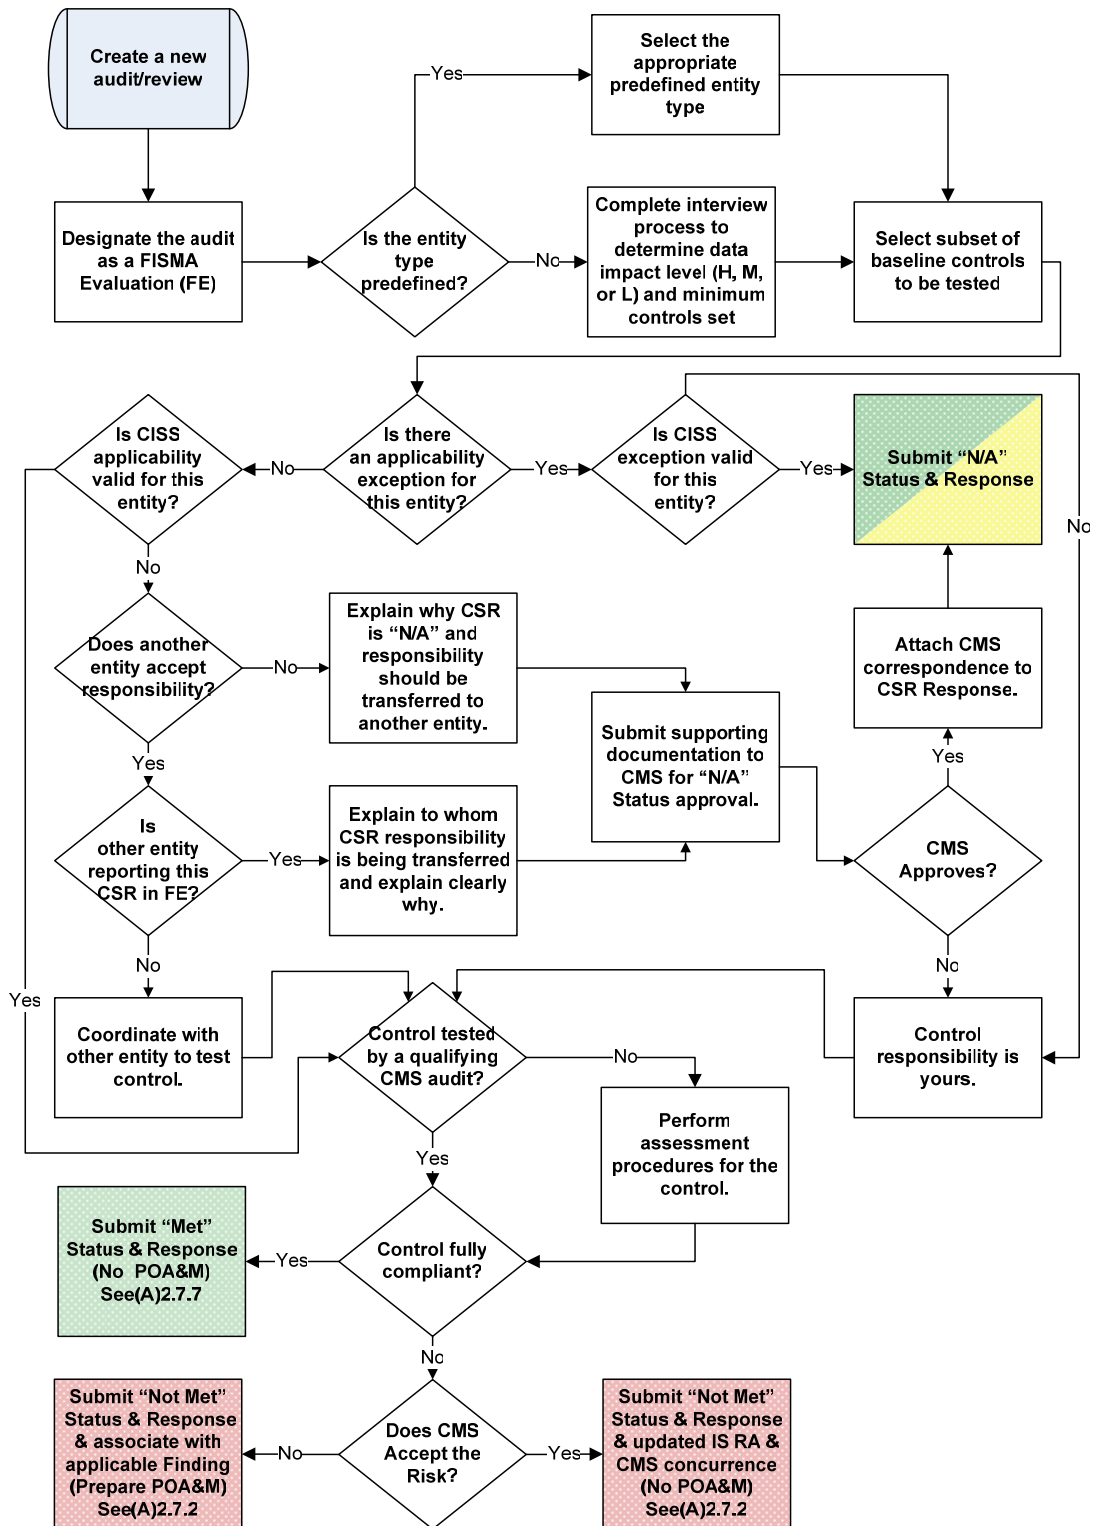 Create a new
audit/review
Yes
Select the
appropriate
predefined entity
type
Designate the audit
as a FISMA
Evaluation (FE)
Is the entity
type
predefined?
No
Complete interview
process to
determine data
impact level (H, M,
or L) and minimum
controls set
Select subset of
baseline controls
to be tested
Is CISS
applicability
valid for this
entity?
No
Is there
an applicability
exception for
this entity?
Yes
Is CISS
exception valid
for this
entity?
Yes
Submit “N/A”
Status & Response
No
No
Does another
entity accept
responsibility?
No
Explain why CSR
is “N/A” and
responsibility
should be
transferred to
another entity.
Submit supporting
documentation to
CMS for “N/A”
Status approval.
Attach CMS
correspondence to
CSR Response.
Yes
Yes
Is
other entity
reporting this
CSR in FE?
Yes
Explain to whom
CSR responsibility
is being transferred
and explain clearly
why.
CMS
Approves?
No
No
Yes
Coordinate with
other entity to test
control.
Control tested
by a qualifying
CMS audit?
No
Control
responsibility is
yours.
Perform
assessment
procedures for the
control.
Yes
Submit “Met”
Status & Response
(No POA&M)
See(A)2.7.7
Yes
Control fully
compliant?
No
Submit “Not Met”
Status & Response
& associate with
applicable Finding
(Prepare POA&M)
See(A)2.7.2
No
Does CMS
Accept the
Risk?
Yes
Submit “Not Met”
Status & Response
& updated IS RA &
CMS concurrence
(No POA&M)
See(A)2.7.2